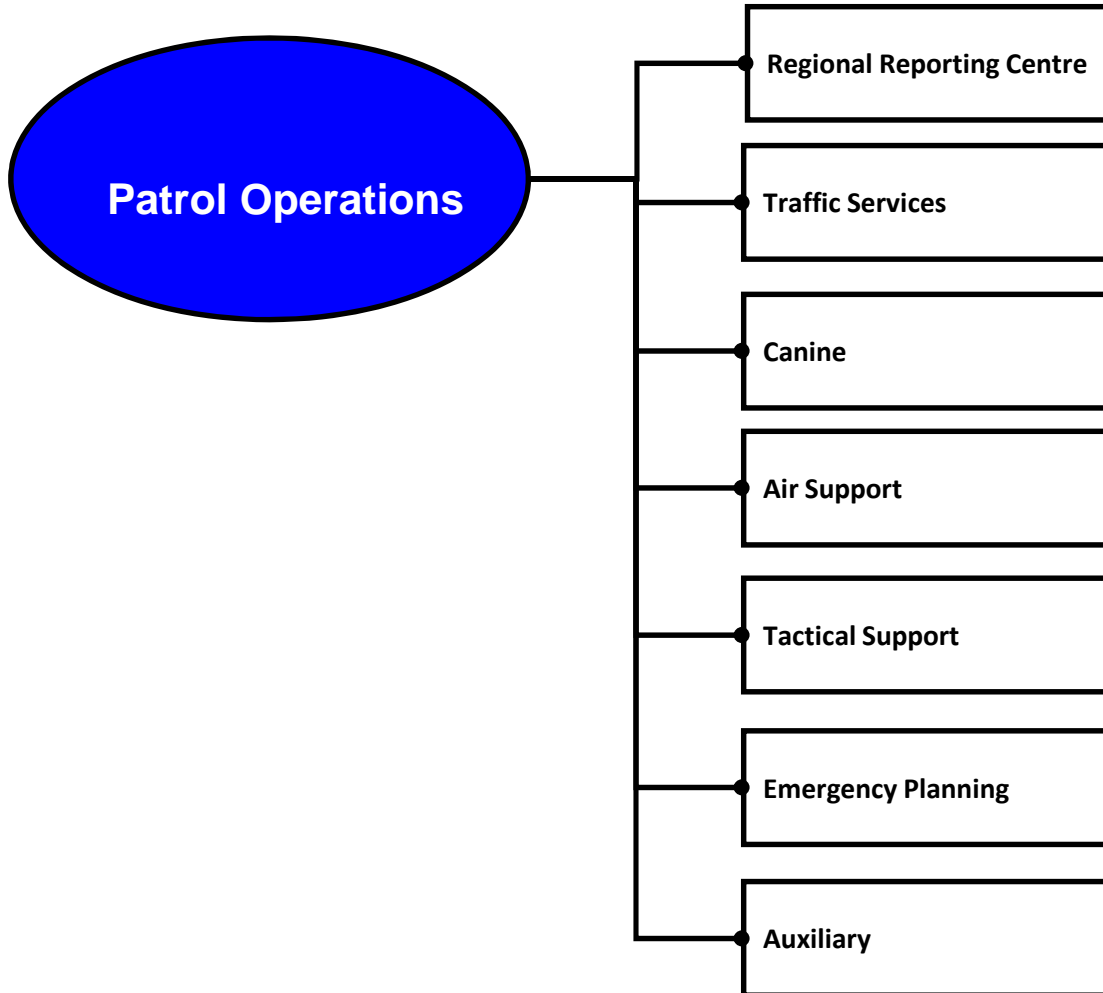 Patrol Operations
Regional Reporting Centre
Traffic Services
Canine
Air Support
Tactical Support
Emergency Planning
Auxiliary